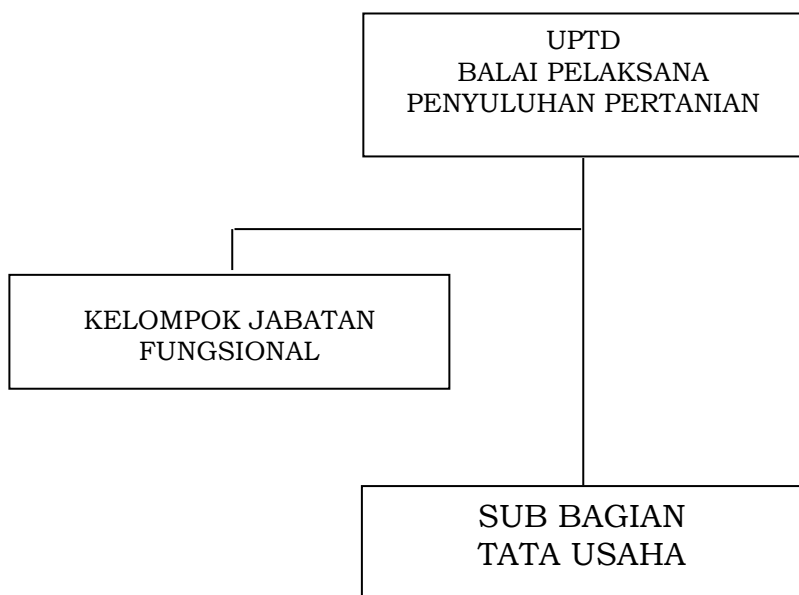 UPTD
BALAI PELAKSANA
PENYULUHAN PERTANIAN
KELOMPOK JABATAN
FUNGSIONAL
SUB BAGIAN
TATA USAHA